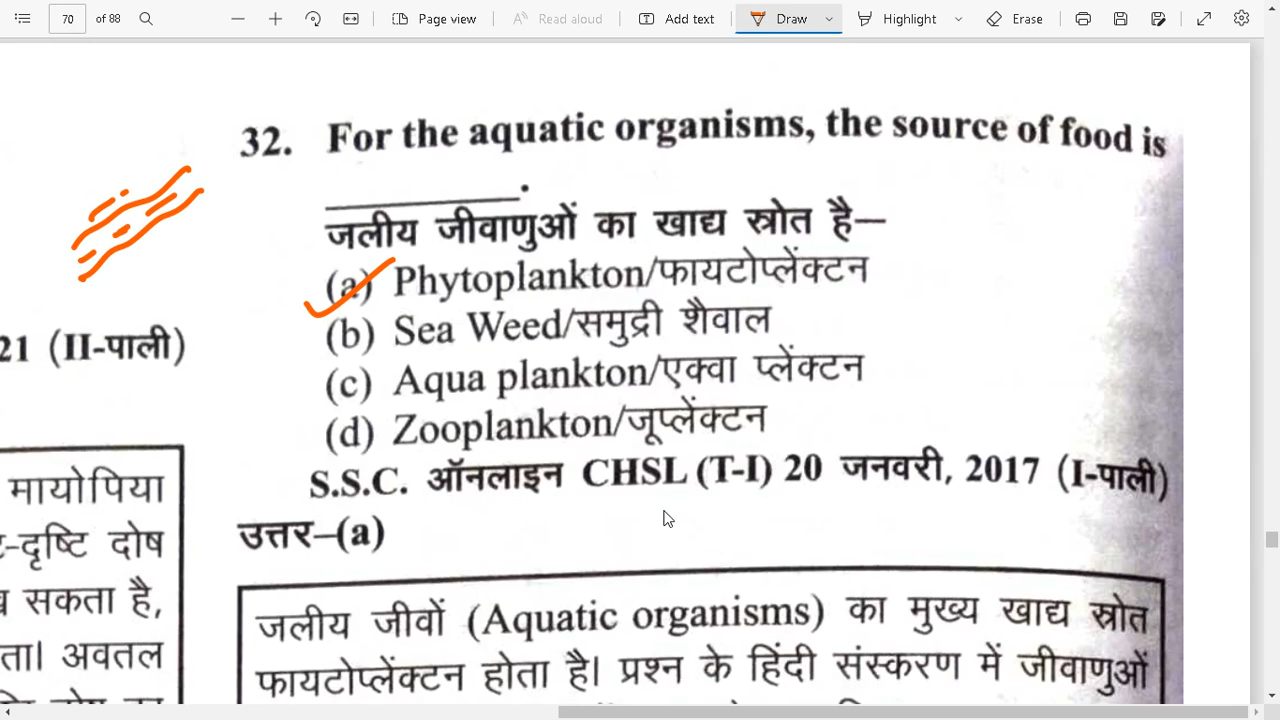 70 of 88 Page view Read aloud Add text Draw Highlight Erase
32. For the aquatic organisms, the source of food is
________.
जलीय जीवाणुओं का खाद्य स्रोत है—
(a) Phytoplankton/फायटोप्लेंक्टन
(b) Sea Weed/समुद्री शैवाल
(c) Aqua plankton/एक्वा प्लेंक्टन
(d) Zooplankton/जूप्लेंक्टन
S.S.C. ऑनलाइन CHSL (T-I) 20 जनवरी, 2017 (I-पाली)
उत्तर–(a)
जलीय जीवों (Aquatic organisms) का मुख्य खाद्य स्रोत
फायटोप्लेंक्टन होता है। प्रश्न के हिंदी संस्करण में जीवाणुओं
21 (II-पाली)
मायोपिया
-दृष्टि दोष
सकता है,
ता। अवतल